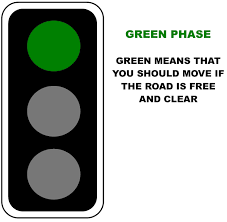 GREEN PHASE
GREEN MEANS THAT
YOU SHOULD MOVE IF
THE ROAD IS FREE
AND CLEAR